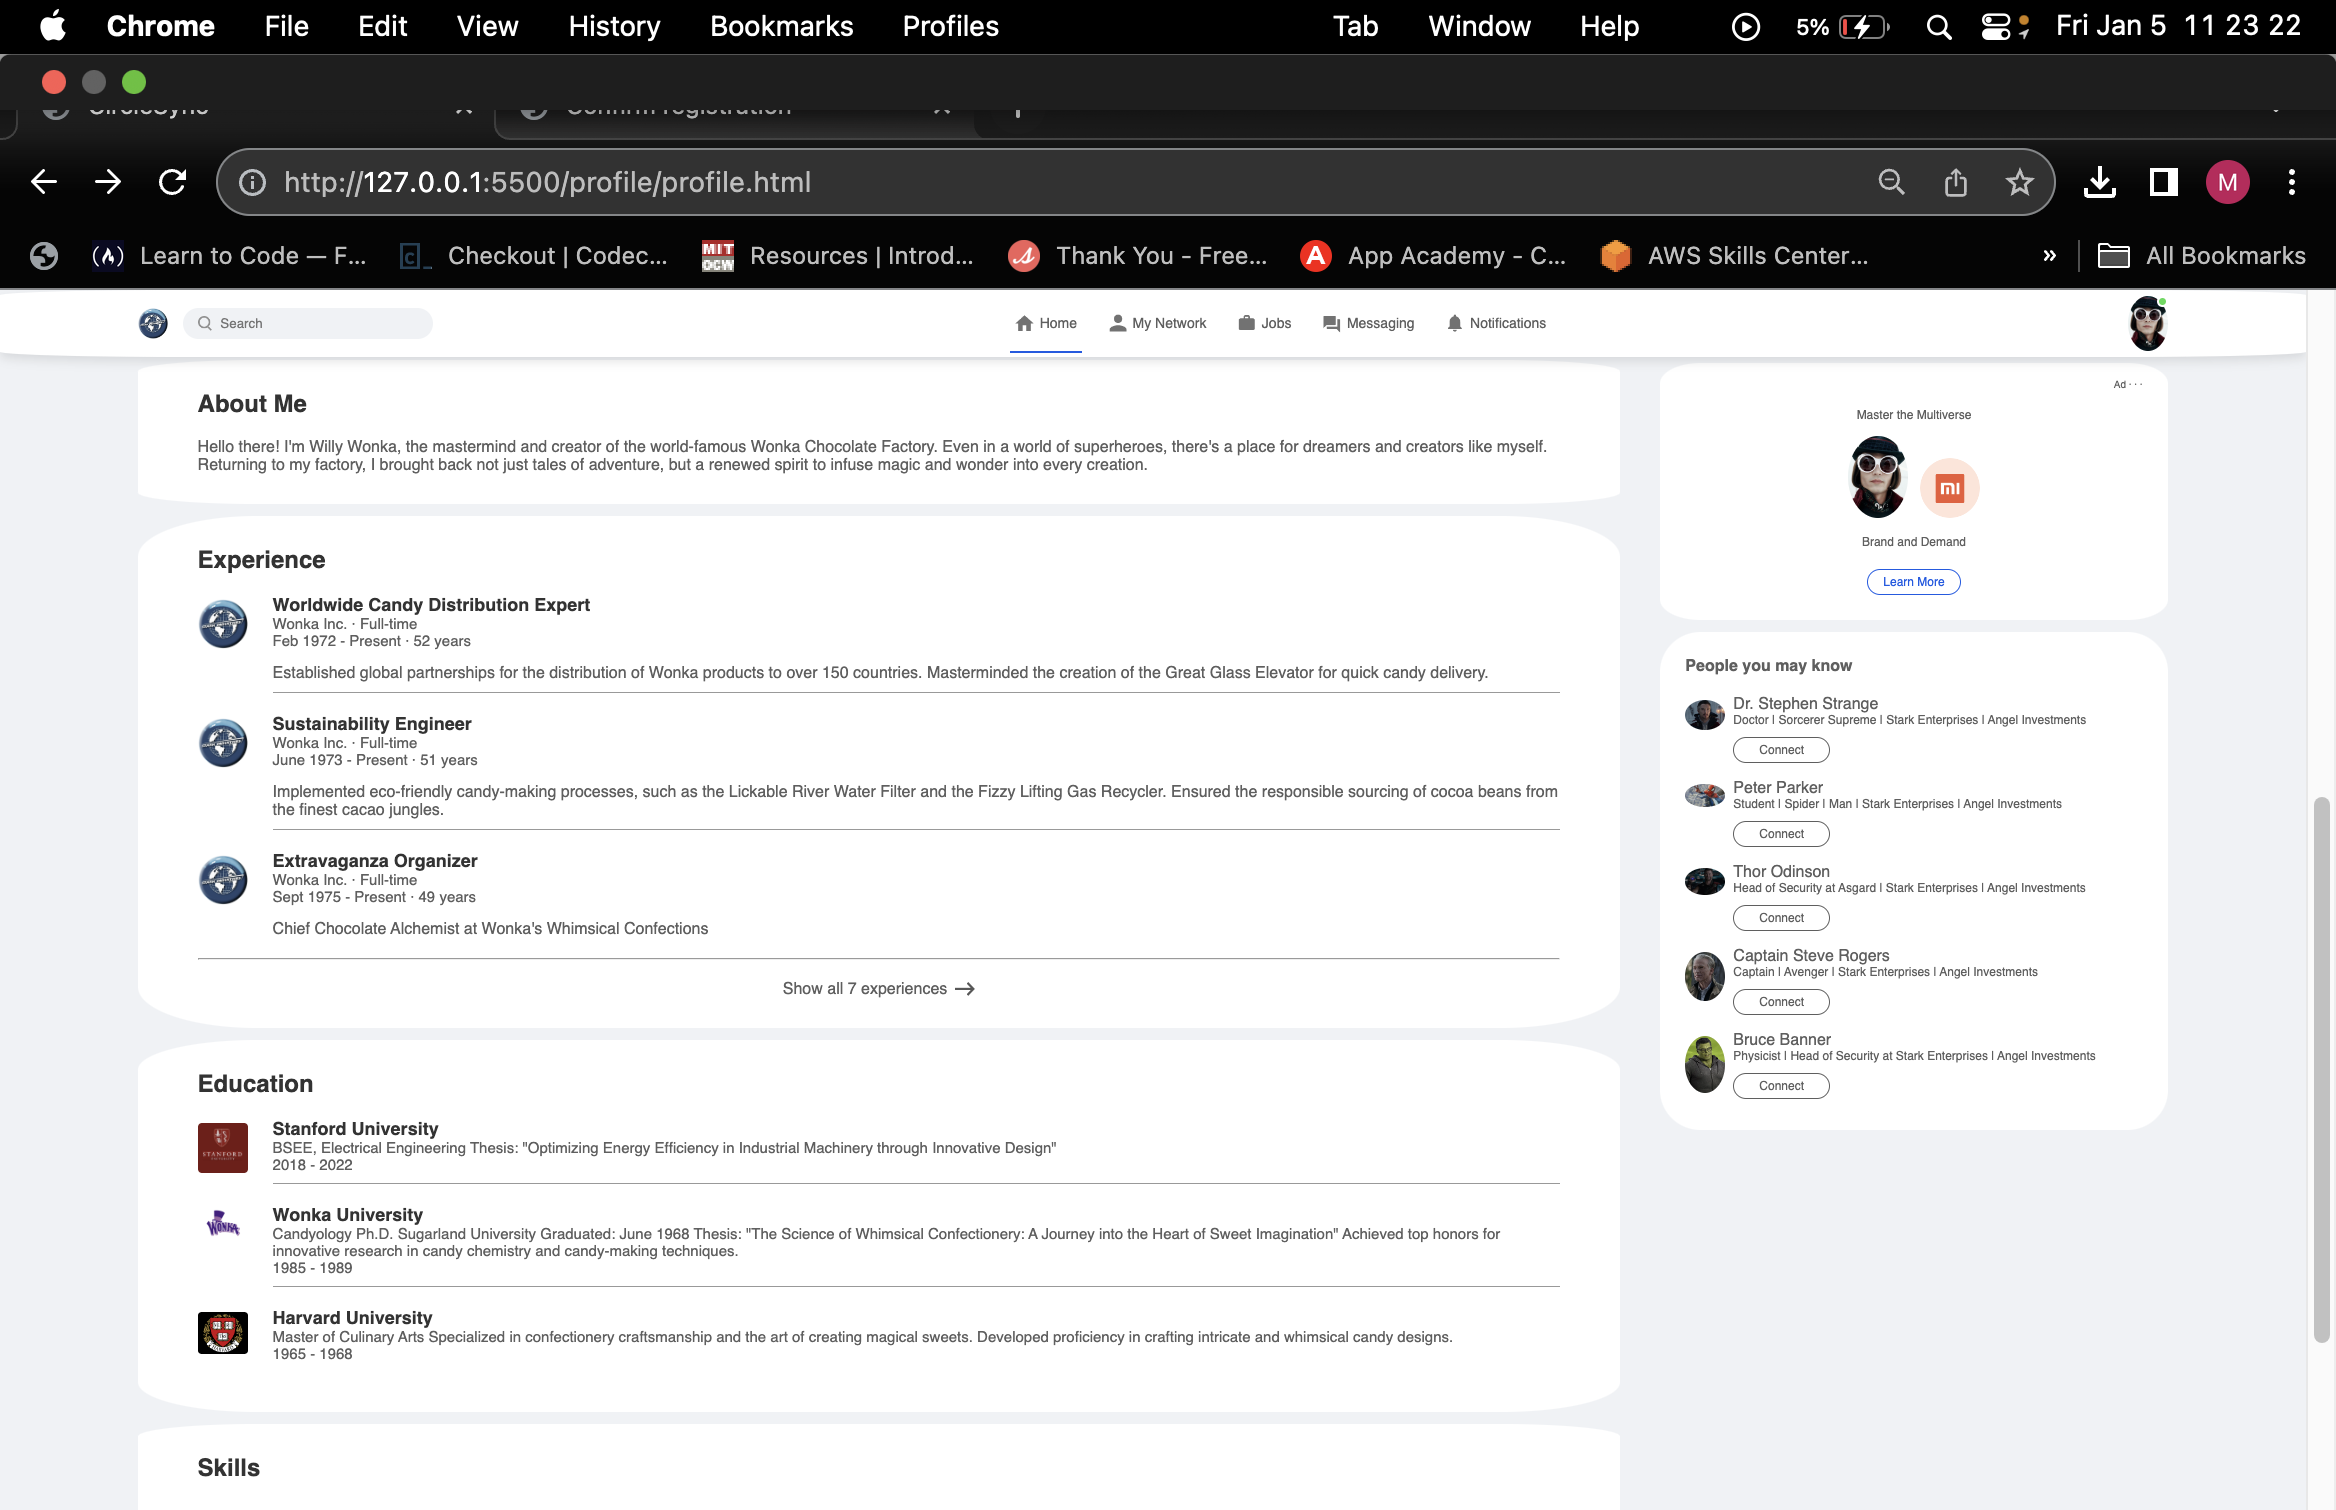 Chrome File Edit View History Bookmarks Profiles Tab Window Help 5% Fri Jan 5 11 23 22
CircleSync
Confirm registration
http://127.0.0.1:5500/profile/profile.html
M
Learn to Code — F...
Checkout | Codec...
MIT OCW
Resources | Introd...
Thank You - Free...
App Academy - C...
AWS Skills Center...
» All Bookmarks
Search
Home
My Network
Jobs
Messaging
Notifications
About Me
Hello there! I'm Willy Wonka, the mastermind and creator of the world-famous Wonka Chocolate Factory. Even in a world of superheroes, there's a place for dreamers and creators like myself.
Returning to my factory, I brought back not just tales of adventure, but a renewed spirit to infuse magic and wonder into every creation.
Experience
Worldwide Candy Distribution Expert
Wonka Inc. · Full-time
Feb 1972 - Present · 52 years
Established global partnerships for the distribution of Wonka products to over 150 countries. Masterminded the creation of the Great Glass Elevator for quick candy delivery.
Sustainability Engineer
Wonka Inc. · Full-time
June 1973 - Present · 51 years
Implemented eco-friendly candy-making processes, such as the Lickable River Water Filter and the Fizzy Lifting Gas Recycler. Ensured the responsible sourcing of cocoa beans from
the finest cacao jungles.
Extravaganza Organizer
Wonka Inc. · Full-time
Sept 1975 - Present · 49 years
Chief Chocolate Alchemist at Wonka's Whimsical Confections
Show all 7 experiences
Education
STANFORD
Stanford University
BSEE, Electrical Engineering Thesis: "Optimizing Energy Efficiency in Industrial Machinery through Innovative Design"
2018 - 2022
WONKA
Wonka University
Candyology Ph.D. Sugarland University Graduated: June 1968 Thesis: "The Science of Whimsical Confectionery: A Journey into the Heart of Sweet Imagination" Achieved top honors for
innovative research in candy chemistry and candy-making techniques.
1985 - 1989
Harvard University
Master of Culinary Arts Specialized in confectionery craftsmanship and the art of creating magical sweets. Developed proficiency in crafting intricate and whimsical candy designs.
1965 - 1968
Skills
Ad · · ·
Master the Multiverse
mi
Brand and Demand
Learn More
People you may know
Dr. Stephen Strange
Doctor | Sorcerer Supreme | Stark Enterprises | Angel Investments
Connect
Peter Parker
Student | Spider | Man | Stark Enterprises | Angel Investments
Connect
Thor Odinson
Head of Security at Asgard | Stark Enterprises | Angel Investments
Connect
Captain Steve Rogers
Captain | Avenger | Stark Enterprises | Angel Investments
Connect
Bruce Banner
Physicist | Head of Security at Stark Enterprises | Angel Investments
Connect